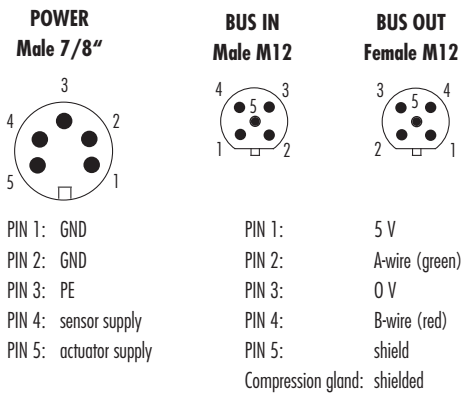 POWER
Male 7/8“
BUS IN
Male M12
BUS OUT
Female M12
3
4 2
5 1
4 3
5
1 2
3 4
5
2 1
PIN 1: GND
PIN 2: GND
PIN 3: PE
PIN 4: sensor supply
PIN 5: actuator supply
PIN 1: 5 V
PIN 2: A-wire (green)
PIN 3: 0 V
PIN 4: B-wire (red)
PIN 5: shield
Compression gland: shielded